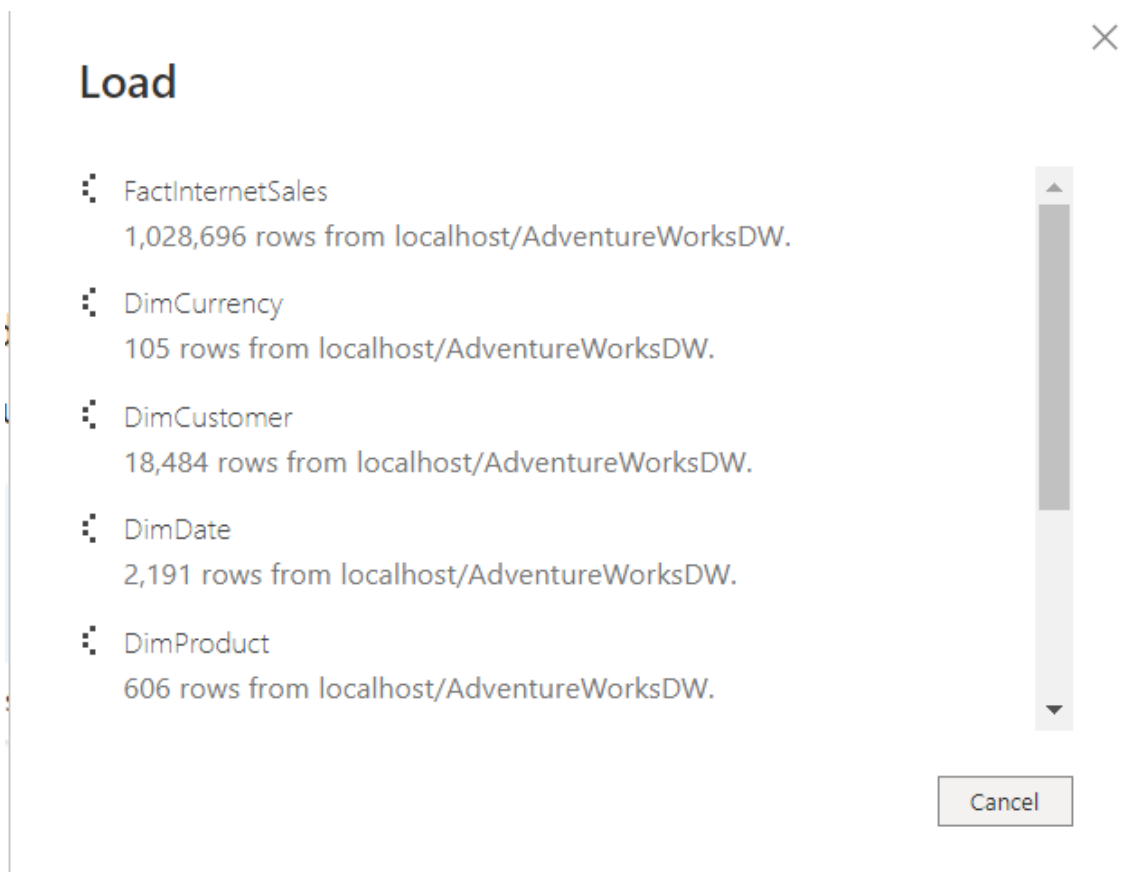 Load
FactInternetSales
1,028,696 rows from localhost/AdventureWorksDW.
DimCurrency
105 rows from localhost/AdventureWorksDW.
DimCustomer
18,484 rows from localhost/AdventureWorksDW.
DimDate
2,191 rows from localhost/AdventureWorksDW.
DimProduct
606 rows from localhost/AdventureWorksDW.
Cancel